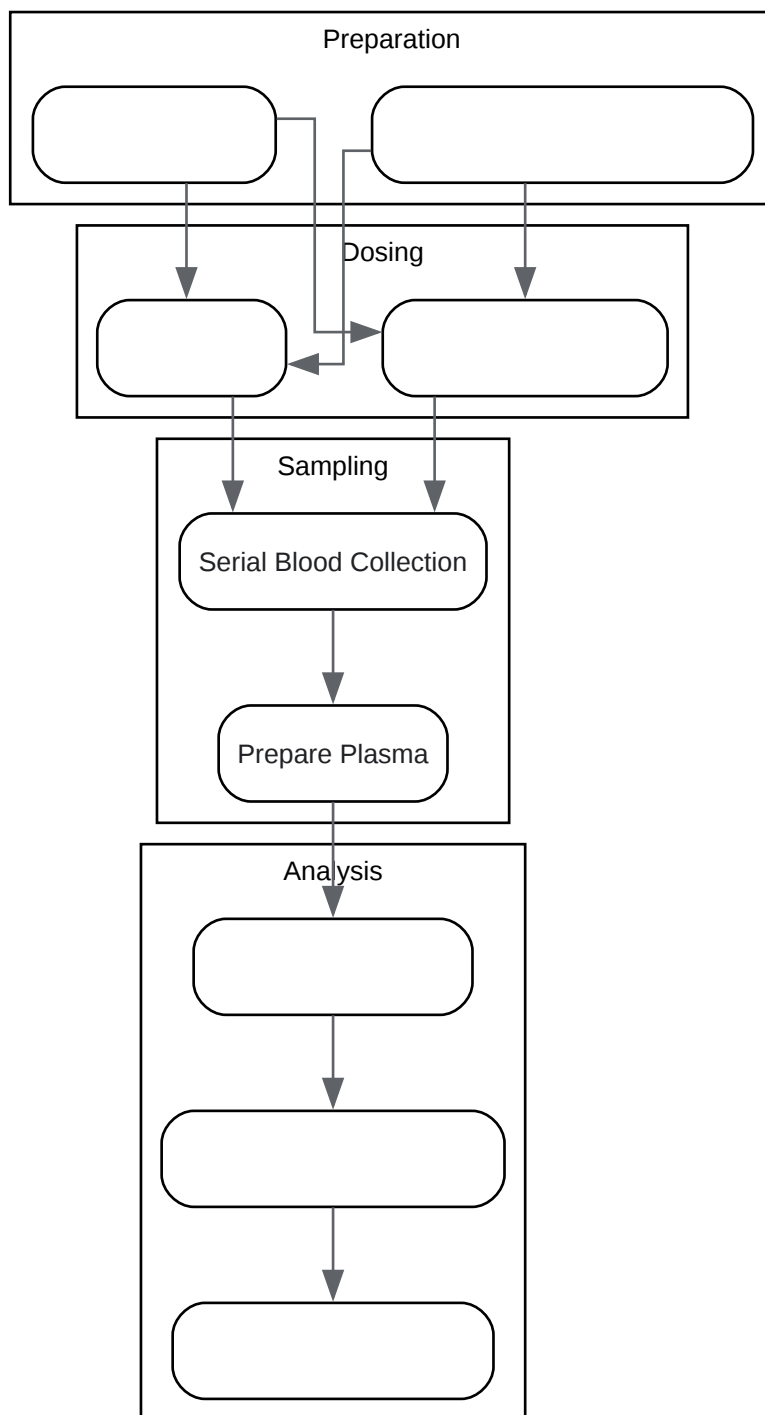 Preparation
Dosing
Sampling
Serial Blood Collection
Prepare Plasma
Analysis